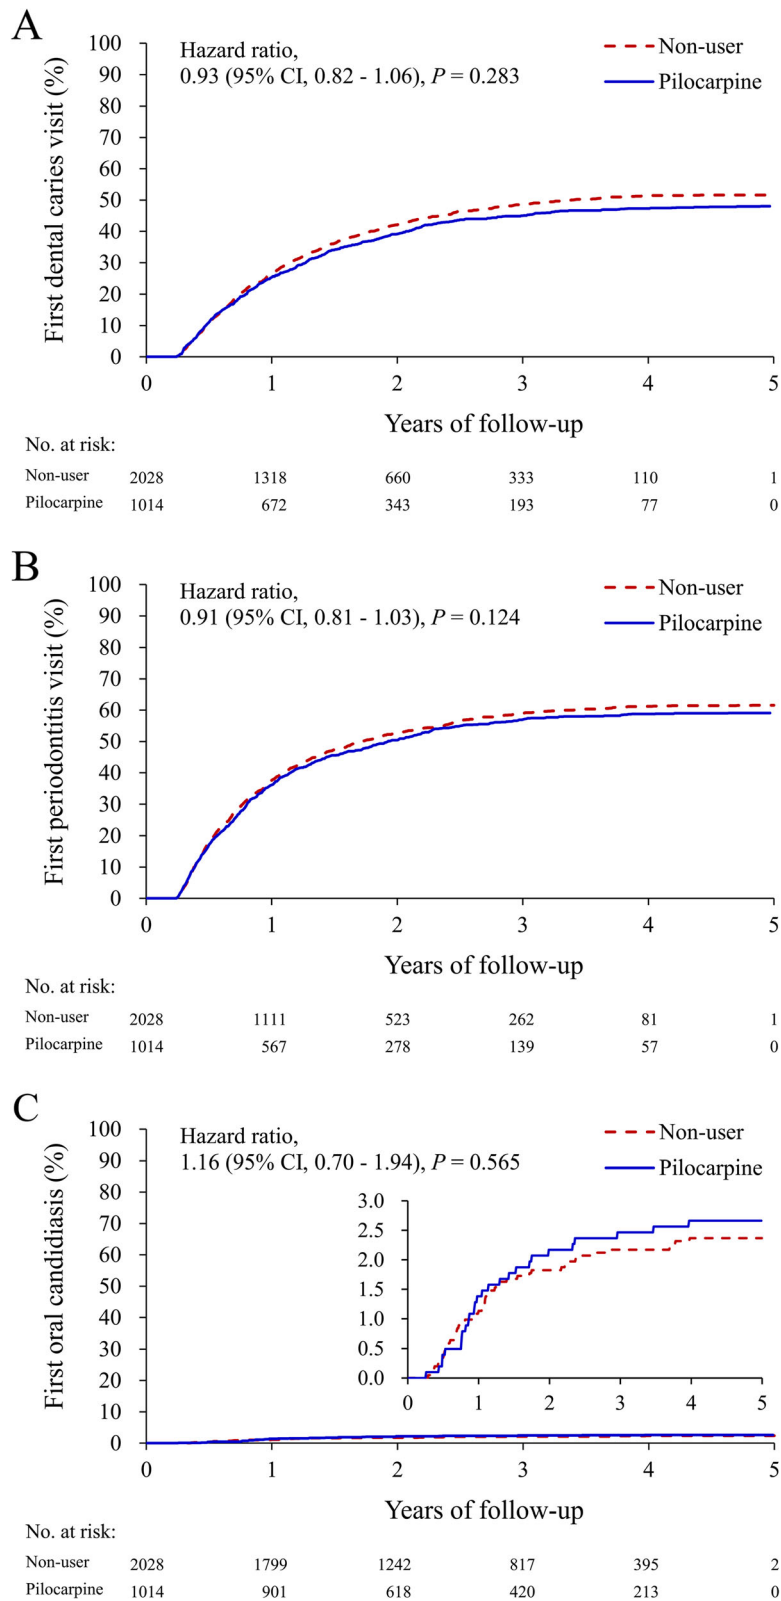 A
First dental caries visit (%)
Hazard ratio,
0.93 (95% CI, 0.82 - 1.06), P = 0.283
Non-user
Pilocarpine
100
90
80
70
60
50
40
30
20
10
0
0 1 2 3 4 5
Years of follow-up
No. at risk:
Non-user 2028 1318 660 333 110 1
Pilocarpine 1014 672 343 193 77 0
B
First periodontitis visit (%)
Hazard ratio,
0.91 (95% CI, 0.81 - 1.03), P = 0.124
Non-user
Pilocarpine
100
90
80
70
60
50
40
30
20
10
0
0 1 2 3 4 5
Years of follow-up
No. at risk:
Non-user 2028 1111 523 262 81 1
Pilocarpine 1014 567 278 139 57 0
C
First oral candidiasis (%)
Hazard ratio,
1.16 (95% CI, 0.70 - 1.94), P = 0.565
Non-user
Pilocarpine
100
90
80
70
60
50
40
30
20
10
0
3.0
2.5
2.0
1.5
1.0
0.5
0.0
0 1 2 3 4 5
0 1 2 3 4 5
Years of follow-up
No. at risk:
Non-user 2028 1799 1242 817 395 2
Pilocarpine 1014 901 618 420 213 0